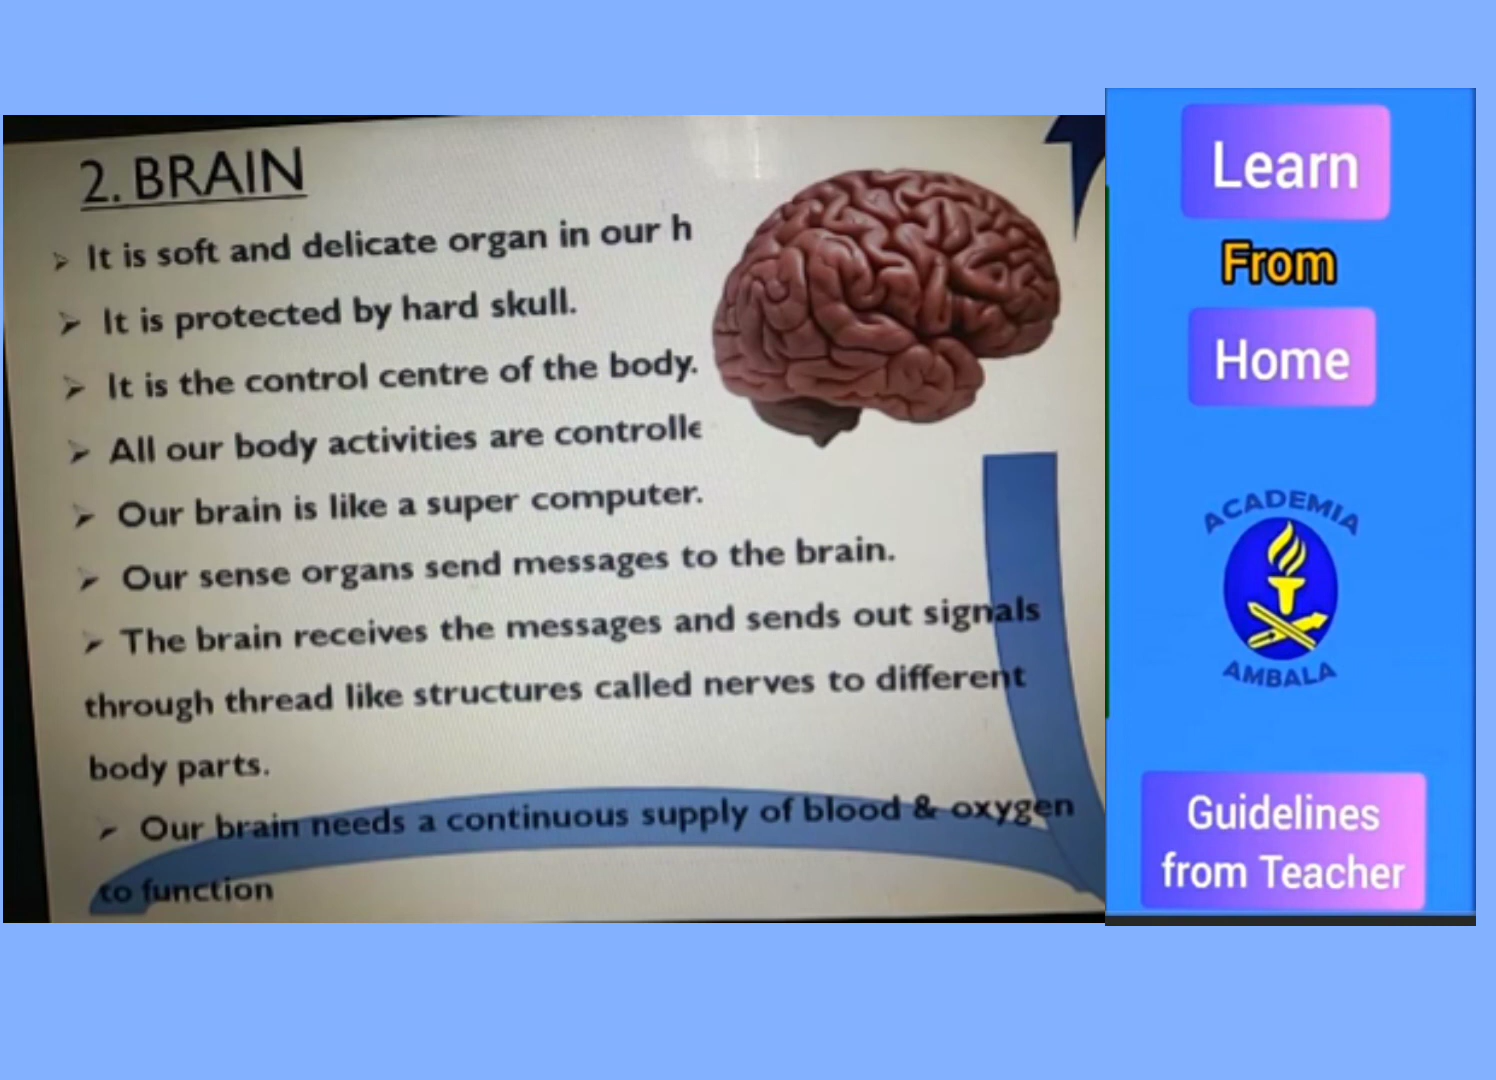 2. BRAIN
➢ It is soft and delicate organ in our h
➢ It is protected by hard skull.
➢ It is the control centre of the body.
➢ All our body activities are controlle
➢ Our brain is like a super computer.
➢ Our sense organs send messages to the brain.
➢ The brain receives the messages and sends out signals
through thread like structures called nerves to different
body parts.
➢ Our brain needs a continuous supply of blood & oxygen
to function
Learn
From
Home
ACADEMIA
AMBALA
Guidelines
from Teacher